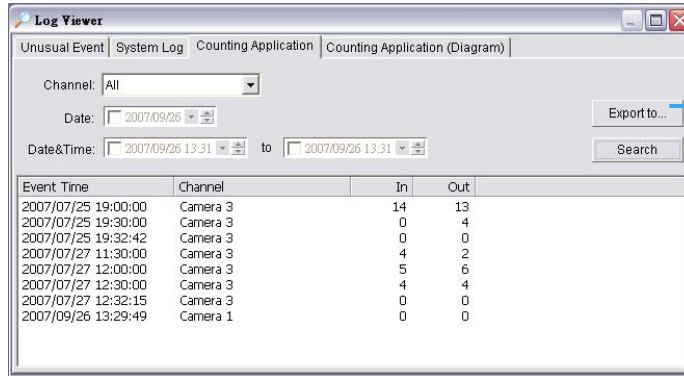 Log Viewer
Unusual Event System Log Counting Application Counting Application (Diagram)
Channel: All
Date: 2007/09/26
Export to...
Date&Time: 2007/09/26 13:31 to 2007/09/26 13:31
Search
Event Time Channel In Out
2007/07/25 19:00:00 Camera 3 14 13
2007/07/25 19:30:00 Camera 3 0 4
2007/07/25 19:32:42 Camera 3 0 0
2007/07/27 11:30:00 Camera 3 4 2
2007/07/27 12:00:00 Camera 3 5 6
2007/07/27 12:30:00 Camera 3 4 4
2007/07/27 12:32:15 Camera 3 0 0
2007/09/26 13:29:49 Camera 1 0 0